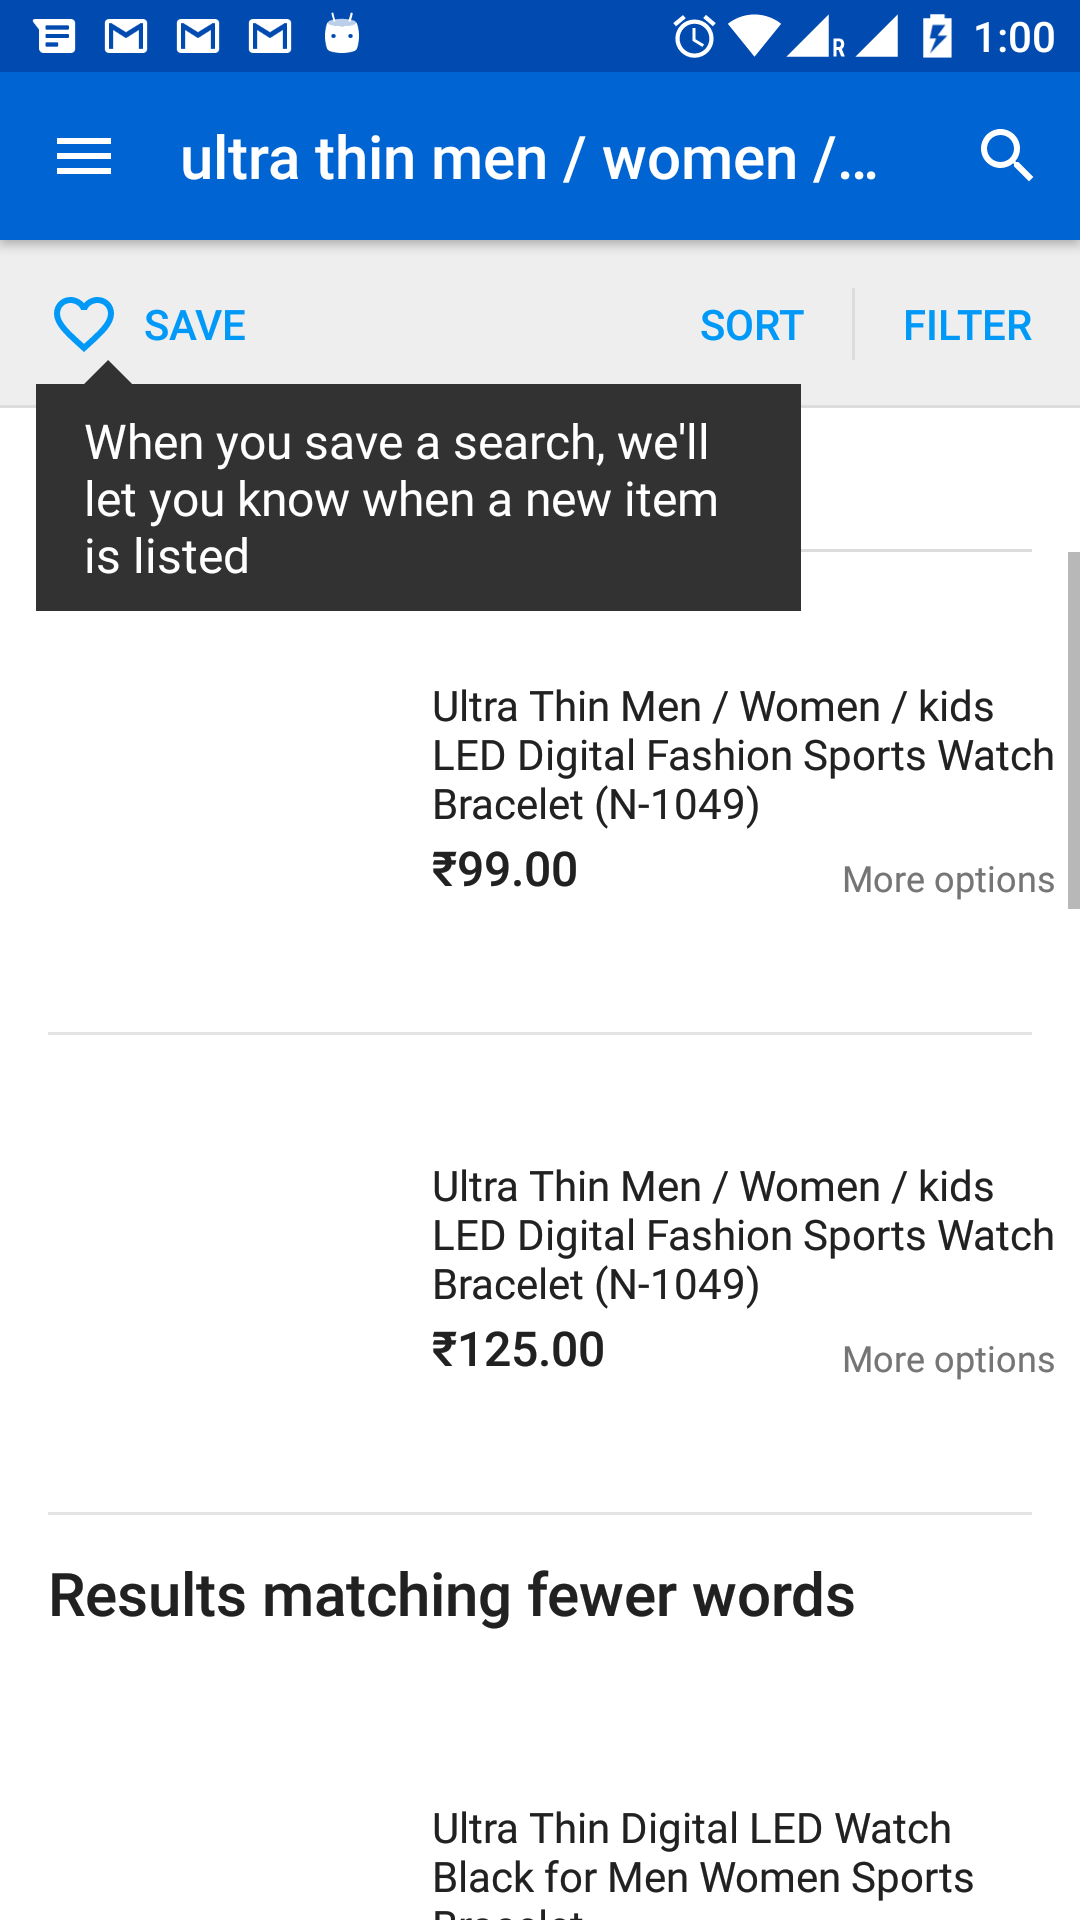 R
1:00
ultra thin men / women /...
SAVE
SORT
FILTER
When you save a search, we'll
let you know when a new item
is listed
Ultra Thin Men / Women / kids
LED Digital Fashion Sports Watch
Bracelet (N-1049)
₹99.00
More options
Ultra Thin Men / Women / kids
LED Digital Fashion Sports Watch
Bracelet (N-1049)
₹125.00
More options
Results matching fewer words
Ultra Thin Digital LED Watch
Black for Men Women Sports
Bracelet